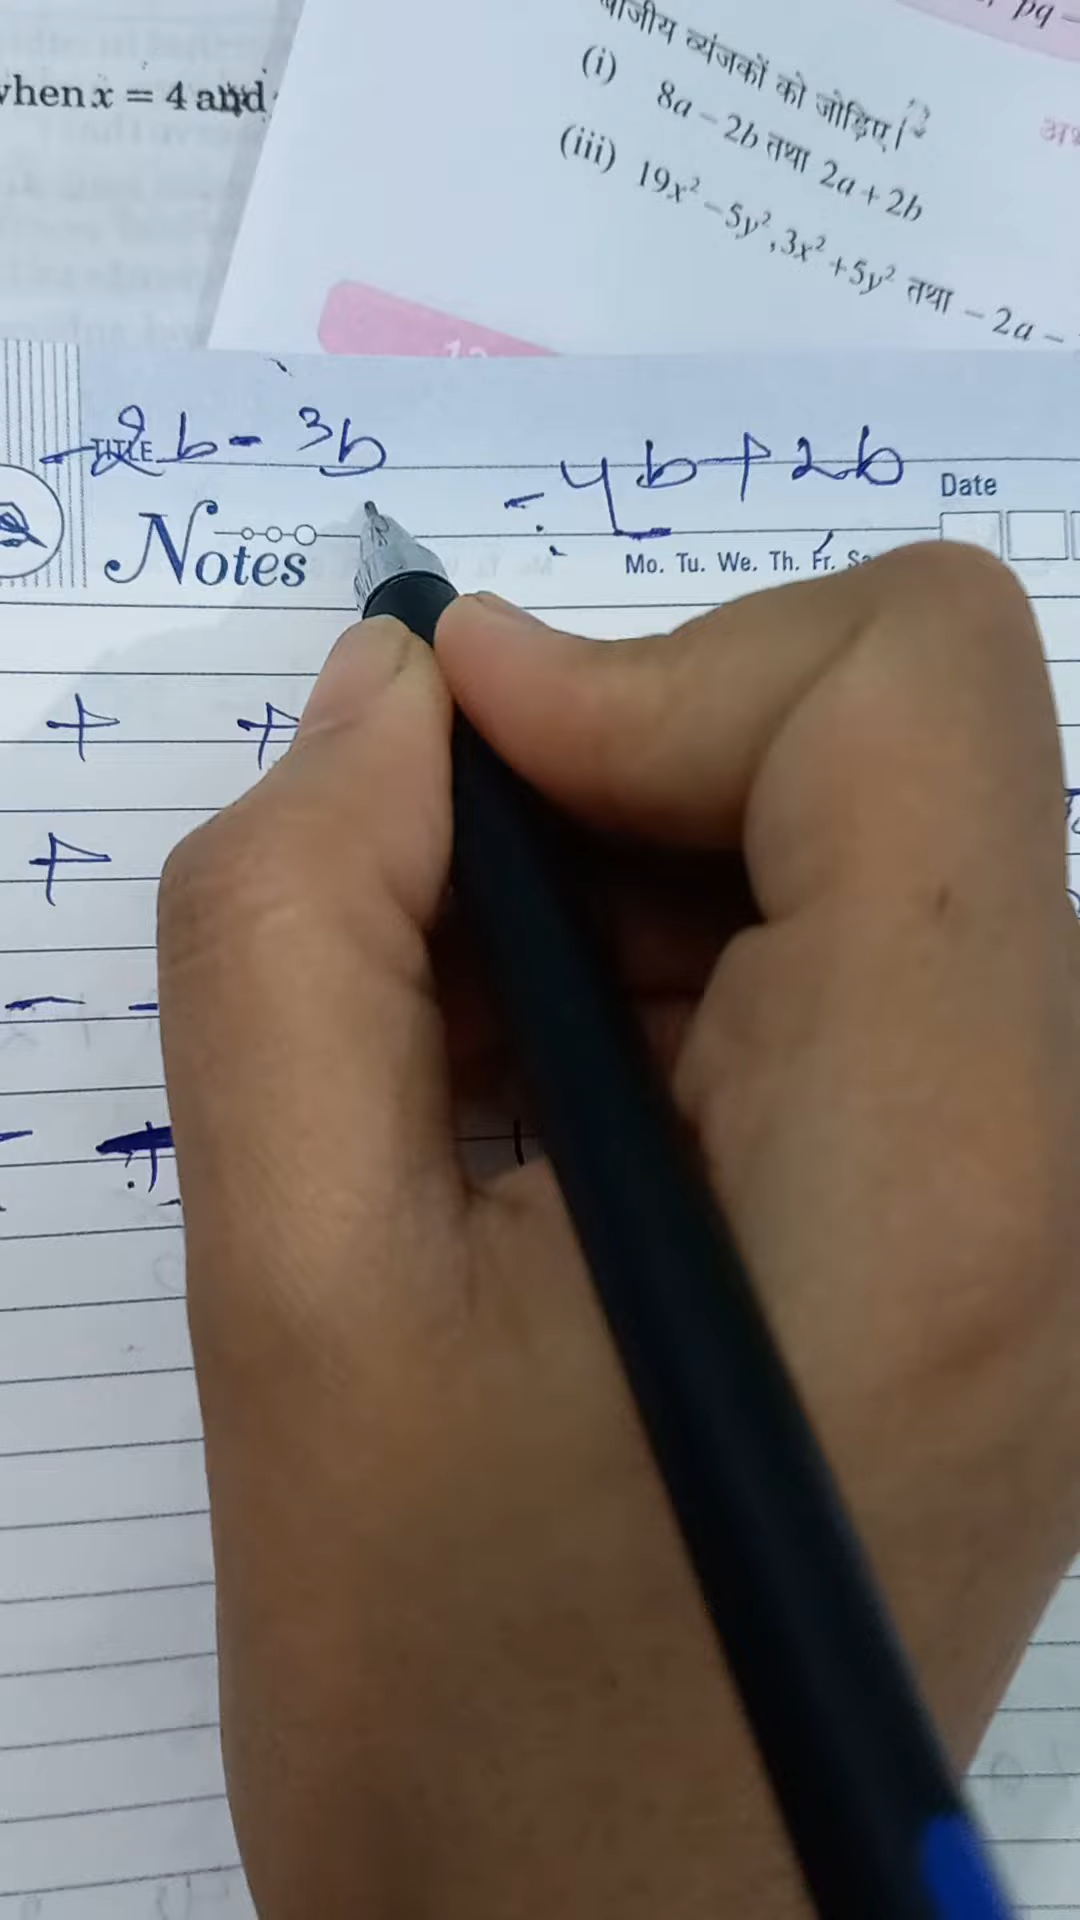 when x = 4 and
pq –
बीजीय व्यंजकों को जोड़िए।
(i) 8a – 2b तथा 2a + 2b
(iii) 19x² – 5y², 3x² + 5y² तथा – 2a –
– 2b – 3b
4b + 2b
TITLE
Date
Notes
Mo. Tu. We. Th. Fr.
+ +
+
– –